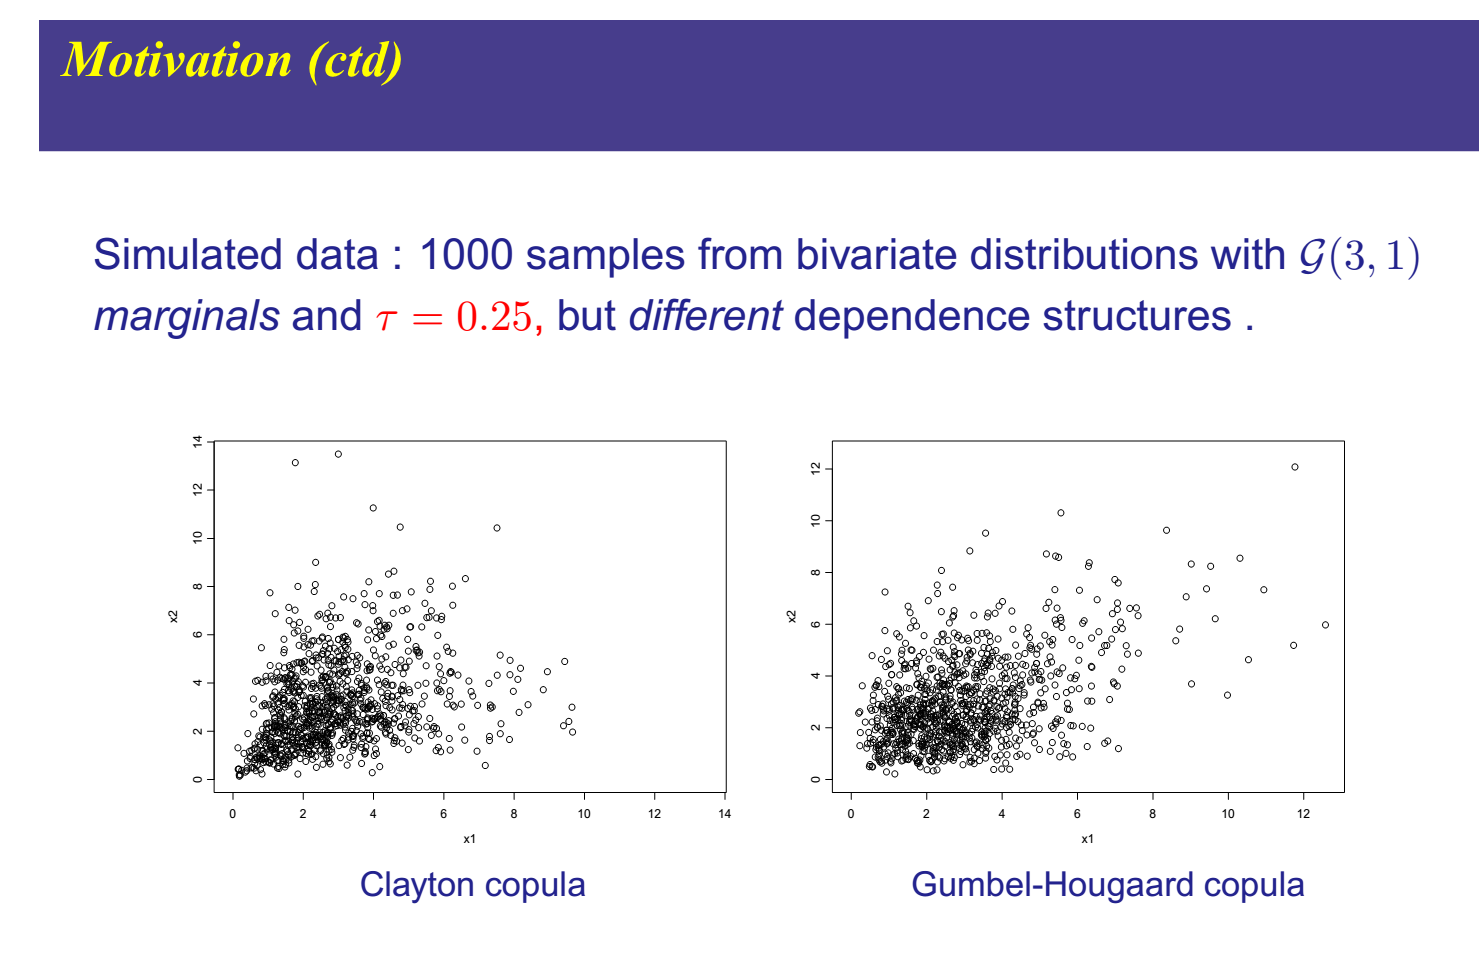 Motivation (ctd)
Simulated data : 1000 samples from bivariate distributions with 𝒢(3, 1)
marginals and τ = 0.25, but different dependence structures .
14
12
10
8
6
4
2
0
x2
0 2 4 6 8 10 12 14
x1
Clayton copula
12
10
8
6
4
2
0
x2
0 2 4 6 8 10 12
x1
Gumbel-Hougaard copula